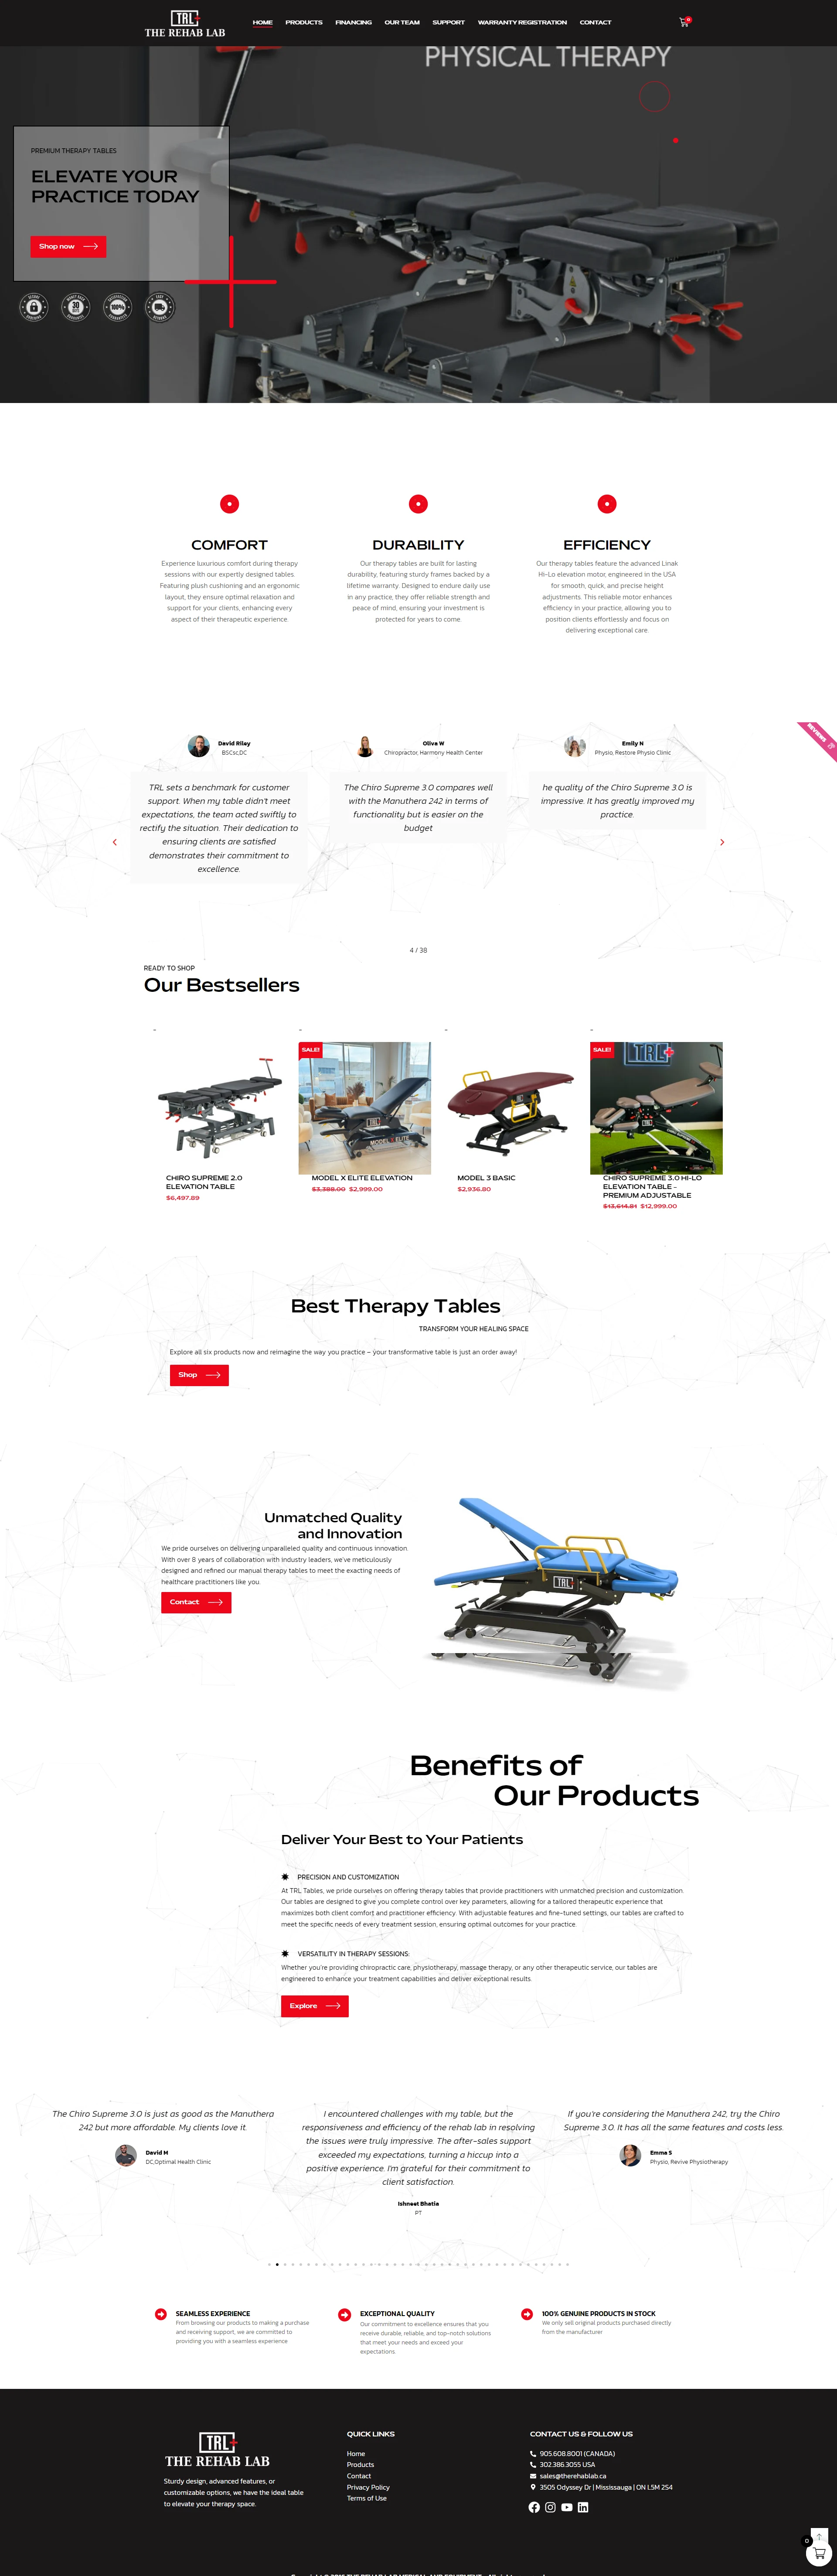 TRL
THE REHAB LAB
HOME
PRODUCTS
FINANCING
OUR TEAM
SUPPORT
WARRANTY REGISTRATION
CONTACT
0
PHYSICAL THERAPY
PREMIUM THERAPY TABLES
ELEVATE YOUR
PRACTICE TODAY
Shop now
30
100%
COMFORT
Experience luxurious comfort during therapy
sessions with our expertly designed tables.
Featuring plush cushioning and an ergonomic
layout, they ensure optimal relaxation and
support for your clients, enhancing every
aspect of their therapeutic experience
DURABILITY
Our therapy tables are built for lasting
durability, featuring sturdy frames backed by a
lifetime warranty. Designed to endure daily use
in any practice, they offer reliable strength and
peace of mind, ensuring your investment is
protected for years to come.
EFFICIENCY
Our therapy tables feature the advanced Linak
Hi-Lo elevation motor, engineered in the USA
for smooth, quick, and precise height
adjustments. This reliable motor enhances
efficiency in your practice, allowing you to
position clients effortlessly and focus on
delivering exceptional care.
REVIEWS
David Riley
BSCsc,DC
TRL sets a benchmark for customer
support. When my table didn't meet
expectations, the team acted swiftly to
rectify the situation. Their dedication to
ensuring clients are satisfied
demonstrates their commitment to
excellence.
Oliva W
Chiropractor, Harmony Health Center
The Chiro Supreme 3.0 compares well
with the Manuthera 242 in terms of
functionality but is easier on the
budget
Emily N
Physio, Restore Physio Clinic
he quality of the Chiro Supreme 3.0 is
impressive. It has greatly improved my
practice.
4 / 38
READY TO SHOP
Our Bestsellers
CHIRO SUPREME 2.0
ELEVATION TABLE
$6,497.89
SALE!
MODEL X ELITE
MODEL X ELITE ELEVATION
$3,388.00 $2,999.00
TRL
MODEL 3 BASIC
$2,936.80
SALE!
TRL
CHIRO SUPREME 3.0 HI-LO
ELEVATION TABLE –
PREMIUM ADJUSTABLE
$13,614.81 $12,999.00
Best Therapy Tables
TRANSFORM YOUR HEALING SPACE
Explore all six products now and reimagine the way you practice – your transformative table is just an order away!
Shop
Unmatched Quality
and Innovation
We pride ourselves on delivering unparalleled quality and continuous innovation.
With over 8 years of collaboration with industry leaders, we've meticulously
designed and refined our manual therapy tables to meet the exacting needs of
healthcare practitioners like you.
Contact
TRL
Benefits of
Our Products
Deliver Your Best to Your Patients
PRECISION AND CUSTOMIZATION
At TRL Tables, we pride ourselves on offering therapy tables that provide practitioners with unmatched precision and customization.
Our tables are designed to give you complete control over key parameters, allowing for a tailored therapeutic experience that
maximizes both client comfort and practitioner efficiency. With adjustable features and fine-tuned settings, our tables are crafted to
meet the specific needs of every treatment session, ensuring optimal outcomes for your practice.
VERSATILITY IN THERAPY SESSIONS:
Whether you're providing chiropractic care, physiotherapy, massage therapy, or any other therapeutic service, our tables are
engineered to enhance your treatment capabilities and deliver exceptional results.
Explore
The Chiro Supreme 3.0 is just as good as the Manuthera
242 but more affordable. My clients love it.
David M
DC,Optimal Health Clinic
I encountered challenges with my table, but the
responsiveness and efficiency of the rehab lab in resolving
the issues were truly impressive. The after-sales support
exceeded my expectations, turning a hiccup into a
positive experience. I'm grateful for their commitment to
client satisfaction.
Ishneet Bhatia
PT
If you're considering the Manuthera 242, try the Chiro
Supreme 3.0. It has all the same features and costs less.
Emma S
Physio, Revive Physiotherapy
SEAMLESS EXPERIENCE
From browsing our products to making a purchase
and receiving support, we are committed to
providing you with a seamless experience
EXCEPTIONAL QUALITY
Our commitment to excellence ensures that you
receive durable, reliable, and top-notch solutions
that meet your needs and exceed your
expectations.
100% GENUINE PRODUCTS IN STOCK
We only sell original products purchased directly
from the manufacturer
TRL
THE REHAB LAB
Sturdy design, advanced features, or
customizable options, we have the ideal table
to elevate your therapy space.
QUICK LINKS
Home
Products
Contact
Privacy Policy
Terms of Use
CONTACT US & FOLLOW US
905.608.8001 (CANADA)
302.386.3055 USA
sales@therehablab.ca
3505 Odyssey Dr | Mississauga | ON L5M 2S4
0